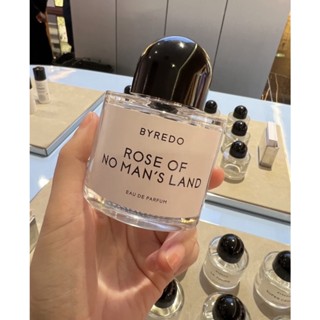 BYREDO
ROSE OF
NO MAN'S LAND
EAU DE PARFUM